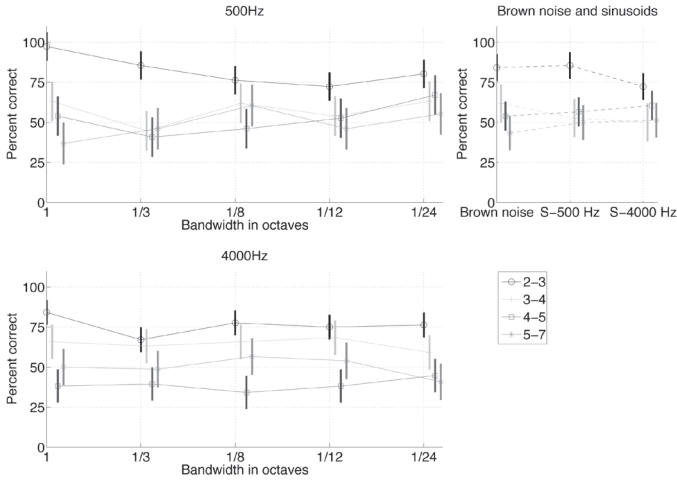 500Hz
100
75
50
25
0
Percent correct
1 1/3 1/8 1/12 1/24
Bandwidth in octaves
Brown noise and sinusoids
100
75
50
25
0
Percent correct
Brown noise S−500 Hz S−4000 Hz
4000Hz
100
75
50
25
0
Percent correct
1 1/3 1/8 1/12 1/24
Bandwidth in octaves
2−3
3−4
4−5
5−7